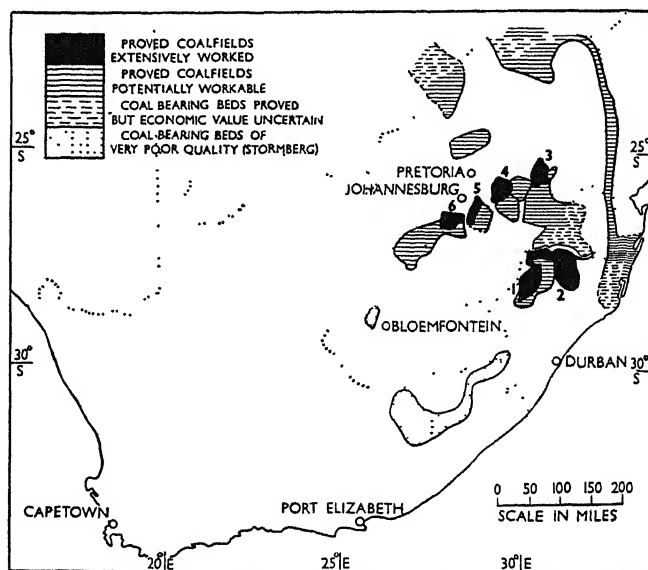 PROVED COALFIELDS
EXTENSIVELY WORKED
PROVED COALFIELDS
POTENTIALLY WORKABLE
COAL BEARING BEDS PROVED
BUT ECONOMIC VALUE UNCERTAIN
COAL-BEARING BEDS OF
VERY POOR QUALITY (STORMBERG)
25°
S
25°
S
PRETORIA
JOHANNESBURG
3
4
5
6
1
2
BLOEMFONTEIN
30°
S
DURBAN
30°
S
CAPETOWN
PORT ELIZABETH
0 50 100 150 200
SCALE IN MILES
20°E
25°E
30°E